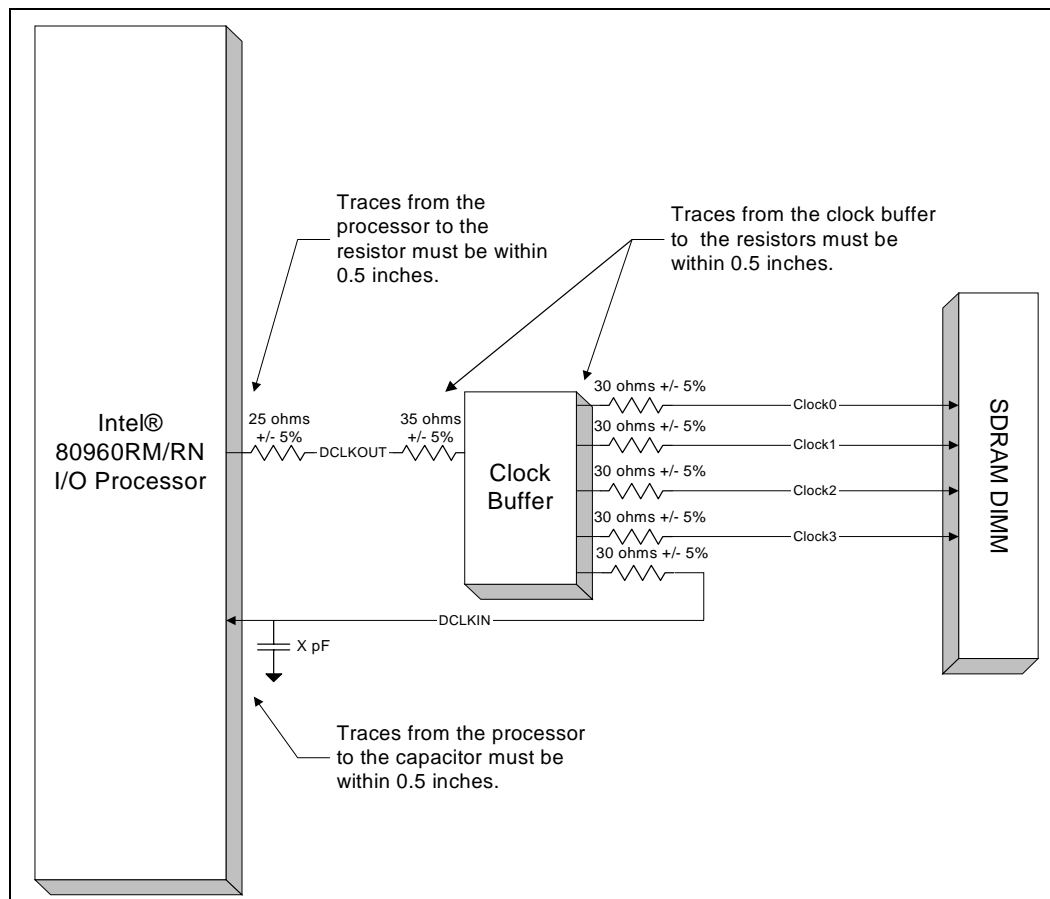 Traces from the
processor to the
resistor must be within
0.5 inches.
Traces from the clock buffer
to the resistors must be
within 0.5 inches.
Intel®
80960RM/RN
I/O Processor
25 ohms
+/- 5%
DCLKOUT
35 ohms
+/- 5%
Clock
Buffer
30 ohms +/- 5%
Clock0
30 ohms +/- 5%
Clock1
30 ohms +/- 5%
Clock2
30 ohms +/- 5%
Clock3
30 ohms +/- 5%
SDRAM DIMM
DCLKIN
X pF
Traces from the processor
to the capacitor must be
within 0.5 inches.